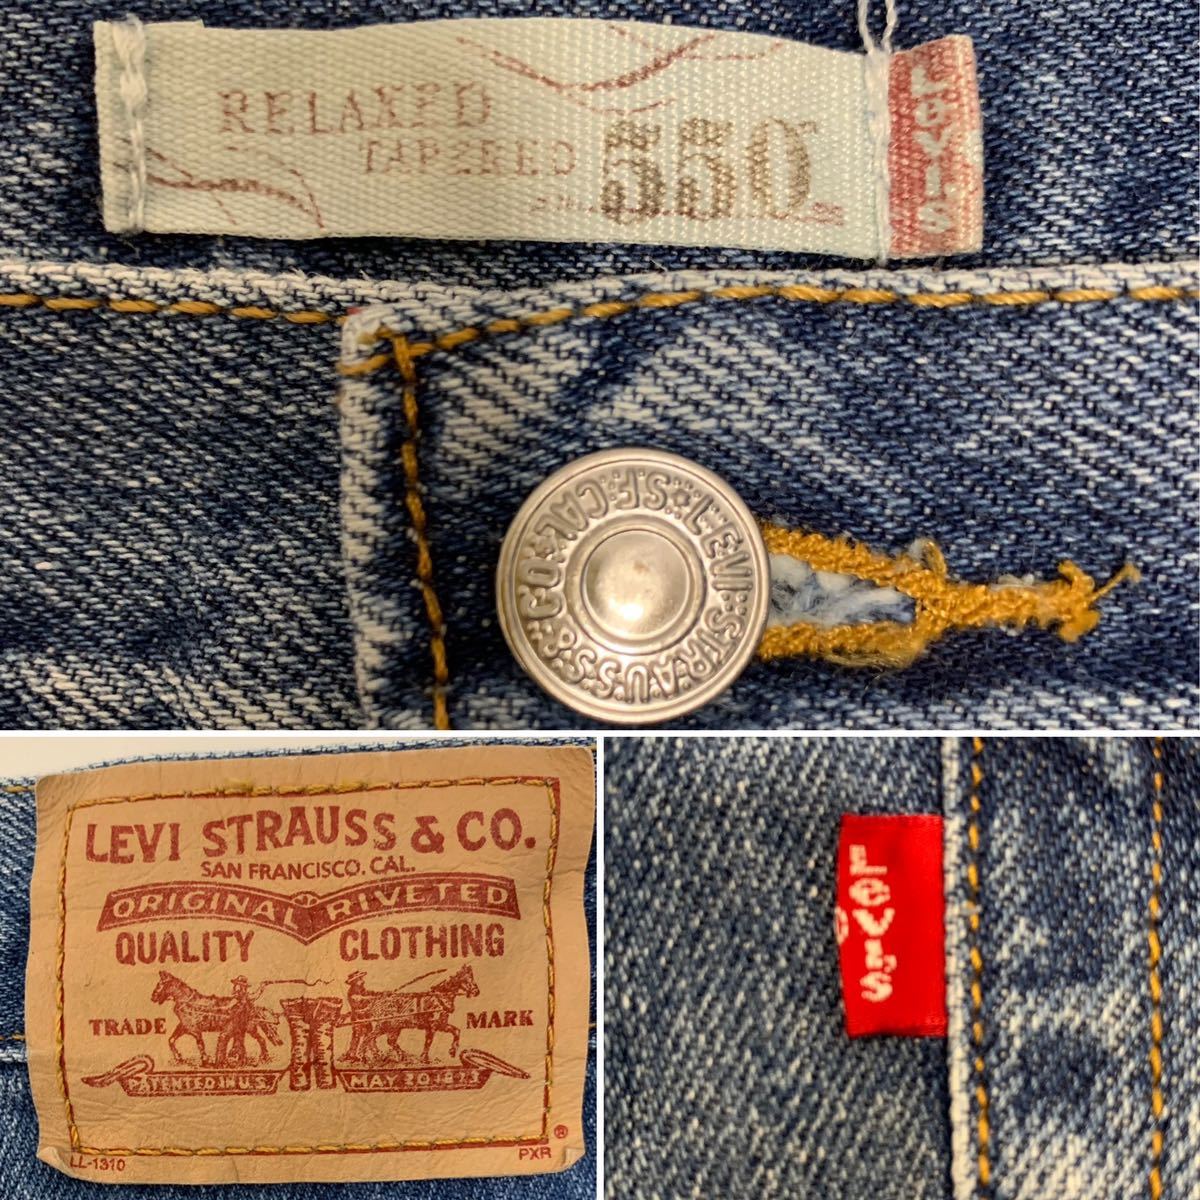 RELAXED
TAPERED 550™
LEVI'S
LEVI STRAUSS & CO. S.F. CAL.
LEVI STRAUSS & CO.
SAN FRANCISCO. CAL.
ORIGINAL RIVETED
QUALITY CLOTHING
TRADE MARK
PATENTED IN U.S. MAY 20 1873
®
LL-1310 PXR
LEVI'S